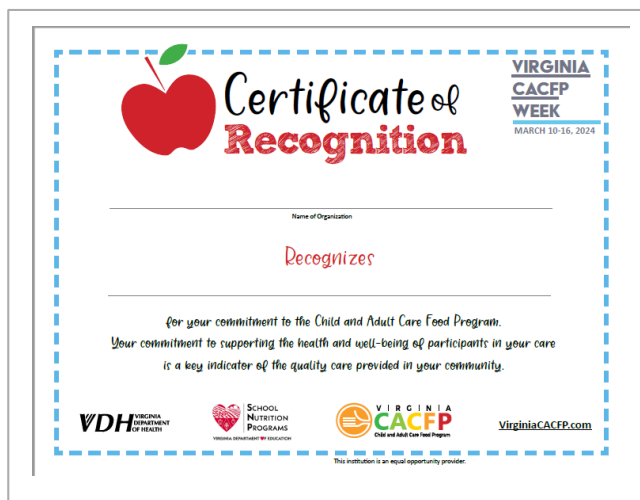 Certificate of
Recognition
VIRGINIA
CACFP
WEEK
MARCH 10-16, 2024
Name of Organization
Recognizes
for your commitment to the Child and Adult Care Food Program.
Your commitment to supporting the health and well-being of participants in your care
is a key indicator of the quality care provided in your community.
VDH VIRGINIA
DEPARTMENT
OF HEALTH
SCHOOL
NUTRITION
PROGRAMS
VIRGINIA DEPARTMENT OF EDUCATION
VIRGINIA
CACFP
Child and Adult Care Food Program
VirginiaCACFP.com
This institution is an equal opportunity provider.